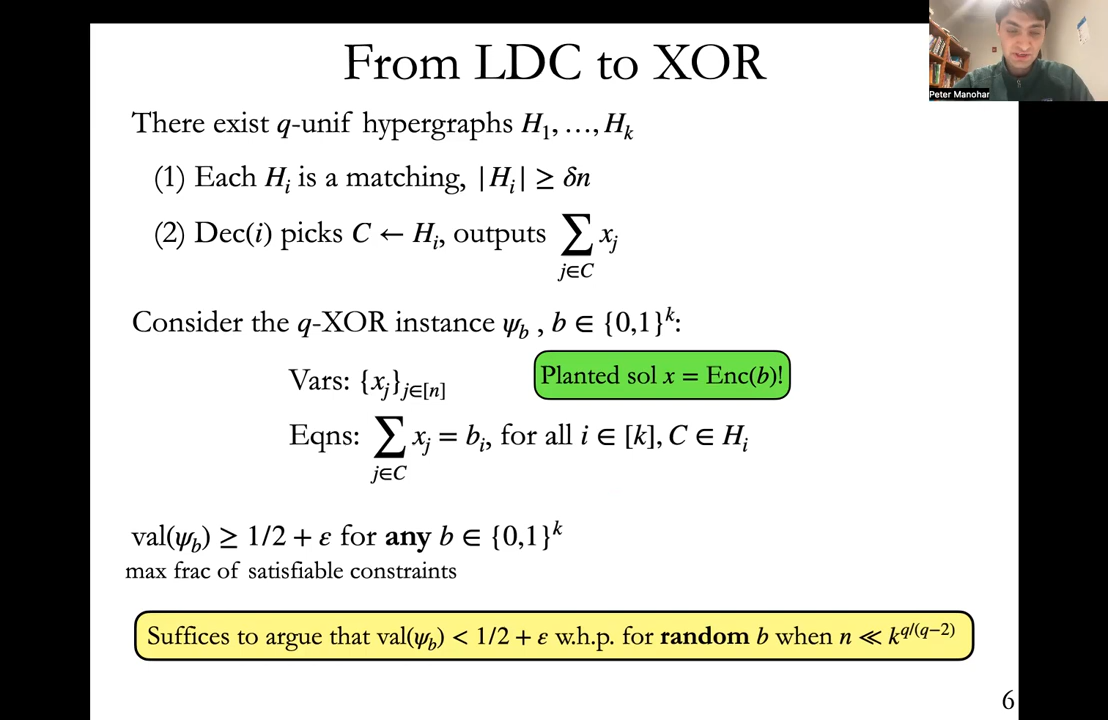 From LDC to XOR
Peter Manohar
There exist q-unif hypergraphs H₁, …, Hₖ
(1) Each Hᵢ is a matching, |Hᵢ| ≥ δn
(2) Dec(i) picks C ← Hᵢ, outputs ∑_{j∈C} xⱼ
Consider the q-XOR instance ψ_b , b ∈ {0,1}ᵏ:
Vars: {xⱼ}_{j∈[n]}
Planted sol x = Enc(b)!
Eqns: ∑_{j∈C} xⱼ = bᵢ, for all i ∈ [k], C ∈ Hᵢ
val(ψ_b) ≥ 1/2 + ε for any b ∈ {0,1}ᵏ
max frac of satisfiable constraints
Suffices to argue that val(ψ_b) < 1/2 + ε w.h.p. for random b when n ≪ k^{q/(q−2)}
6